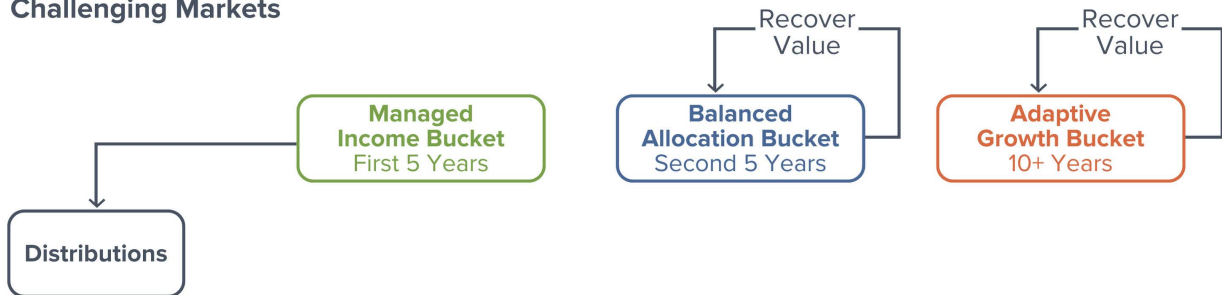 Challenging Markets
Recover
Value
Recover
Value
Managed
Income Bucket
First 5 Years
Balanced
Allocation Bucket
Second 5 Years
Adaptive
Growth Bucket
10+ Years
Distributions